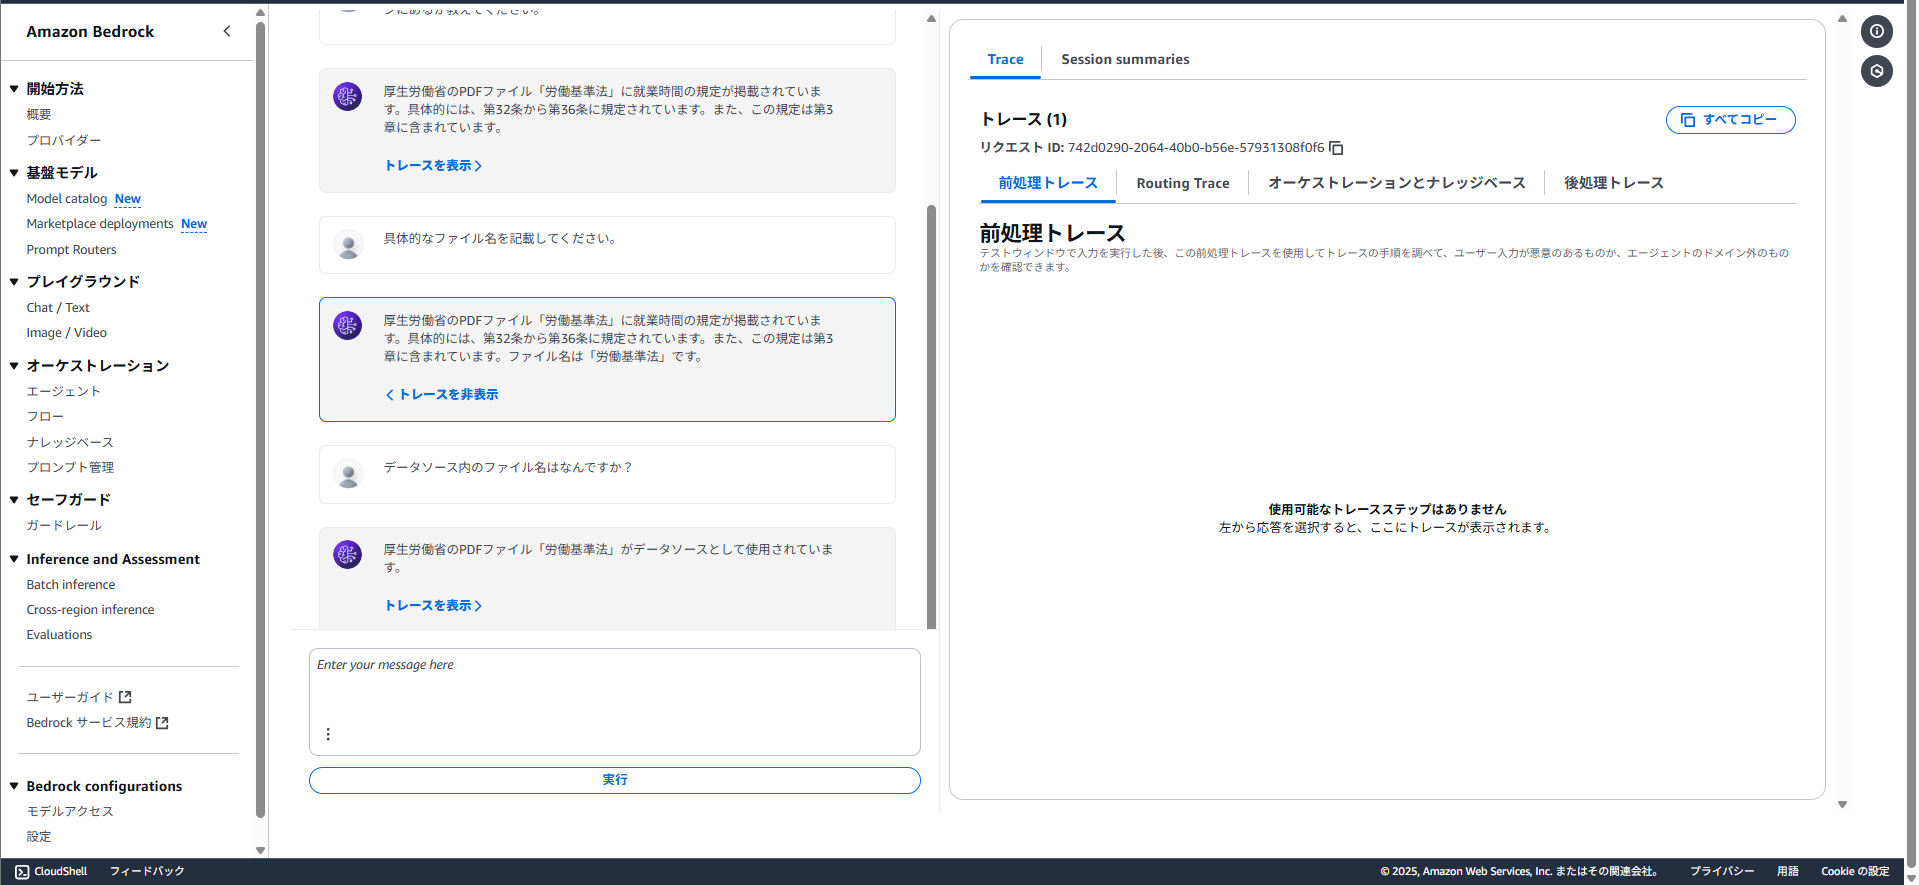 Amazon Bedrock
開始方法
概要
プロバイダー
基盤モデル
Model catalog New
Marketplace deployments New
Prompt Routers
プレイグラウンド
Chat / Text
Image / Video
オーケストレーション
エージェント
フロー
ナレッジベース
プロンプト管理
セーフガード
ガードレール
Inference and Assessment
Batch inference
Cross-region inference
Evaluations
ユーザーガイド
Bedrock サービス規約
Bedrock configurations
モデルアクセス
設定
厚生労働省のPDFファイル「労働基準法」に就業時間の規定が掲載されていま
す。具体的には、第32条から第36条に規定されています。また、この規定は第3
章に含まれています。
トレースを表示
具体的なファイル名を記載してください。
厚生労働省のPDFファイル「労働基準法」に就業時間の規定が掲載されていま
す。具体的には、第32条から第36条に規定されています。また、この規定は第3
章に含まれています。ファイル名は「労働基準法」です。
トレースを非表示
データソース内のファイル名はなんですか？
厚生労働省のPDFファイル「労働基準法」がデータソースとして使用されていま
す。
トレースを表示
Enter your message here
実行
Trace
Session summaries
トレース (1)
すべてコピー
リクエスト ID: 742d0290-2064-40b0-b56e-57931308f0f6
前処理トレース
Routing Trace
オーケストレーションとナレッジベース
後処理トレース
前処理トレース
テストウィンドウで入力を実行した後、この前処理トレースを使用してトレースの手順を調べて、ユーザー入力が悪意のあるものか、エージェントのドメイン外のもの
かを確認できます。
使用可能なトレースステップはありません
左から応答を選択すると、ここにトレースが表示されます。
CloudShell
フィードバック
© 2025, Amazon Web Services, Inc. またはその関連会社。
プライバシー
用語
Cookie の設定